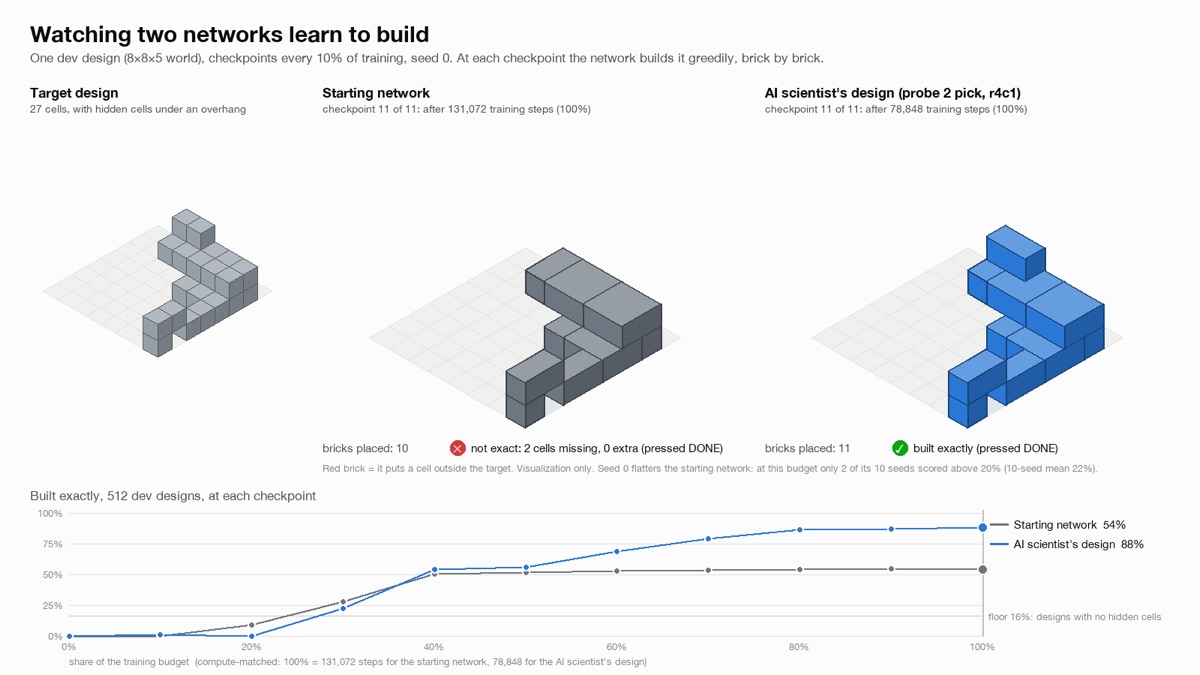 Watching two networks learn to build
One dev design (8×8×5 world), checkpoints every 10% of training, seed 0. At each checkpoint the network builds it greedily, brick by brick.
Target design
27 cells, with hidden cells under an overhang
Starting network
checkpoint 11 of 11: after 131,072 training steps (100%)
AI scientist's design (probe 2 pick, r4c1)
checkpoint 11 of 11: after 78,848 training steps (100%)
bricks placed: 10
not exact: 2 cells missing, 0 extra (pressed DONE)
bricks placed: 11
built exactly (pressed DONE)
Red brick = it puts a cell outside the target. Visualization only. Seed 0 flatters the starting network: at this budget only 2 of its 10 seeds scored above 20% (10-seed mean 22%).
Built exactly, 512 dev designs, at each checkpoint
100%
75%
50%
25%
0%
Starting network 54%
AI scientist's design 88%
floor 16%: designs with no hidden cells
0%
20%
40%
60%
80%
100%
share of the training budget (compute-matched: 100% = 131,072 steps for the starting network, 78,848 for the AI scientist's design)